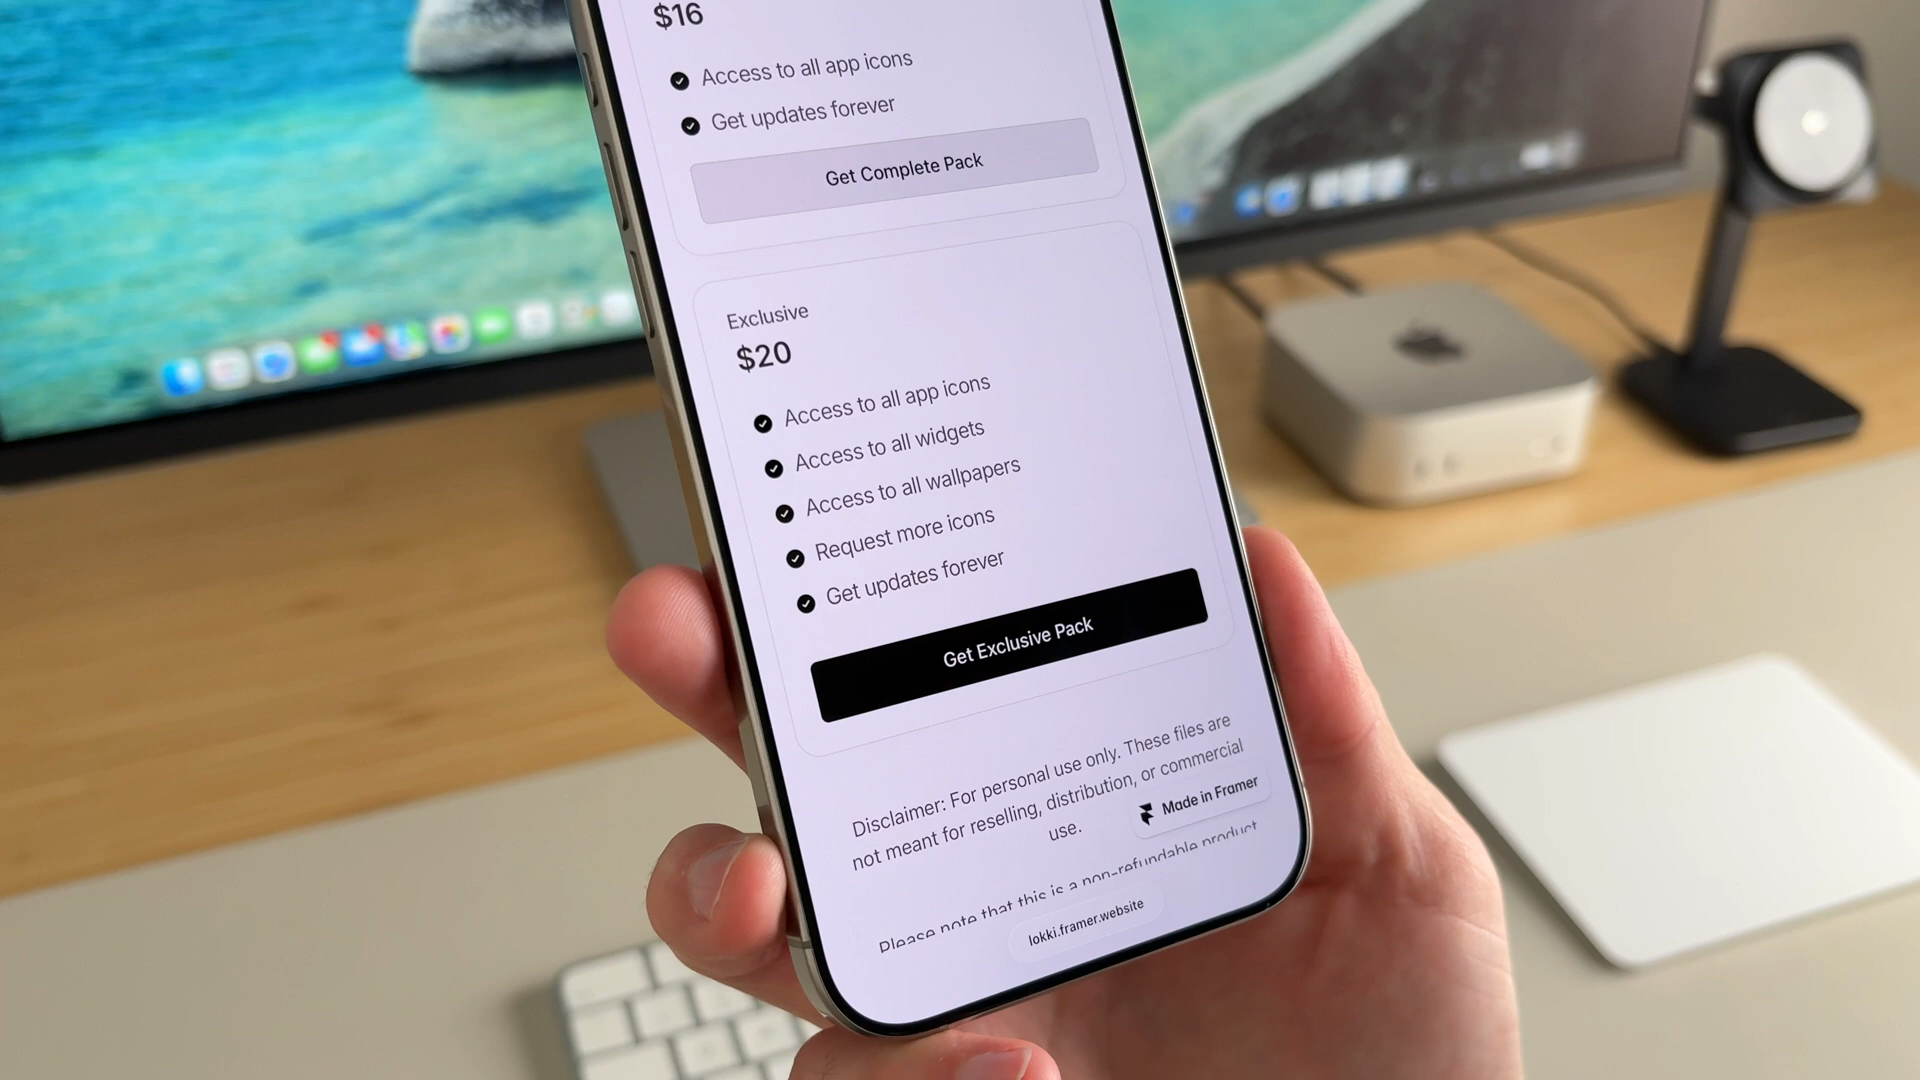 $16
Access to all app icons
Get updates forever
Get Complete Pack
Exclusive
$20
Access to all app icons
Access to all widgets
Access to all wallpapers
Request more icons
Get updates forever
Get Exclusive Pack
Disclaimer: For personal use only. These files are
not meant for reselling, distribution, or commercial
use.
Made in Framer
Please note that this is a non-refundable product
lokki.framer.website